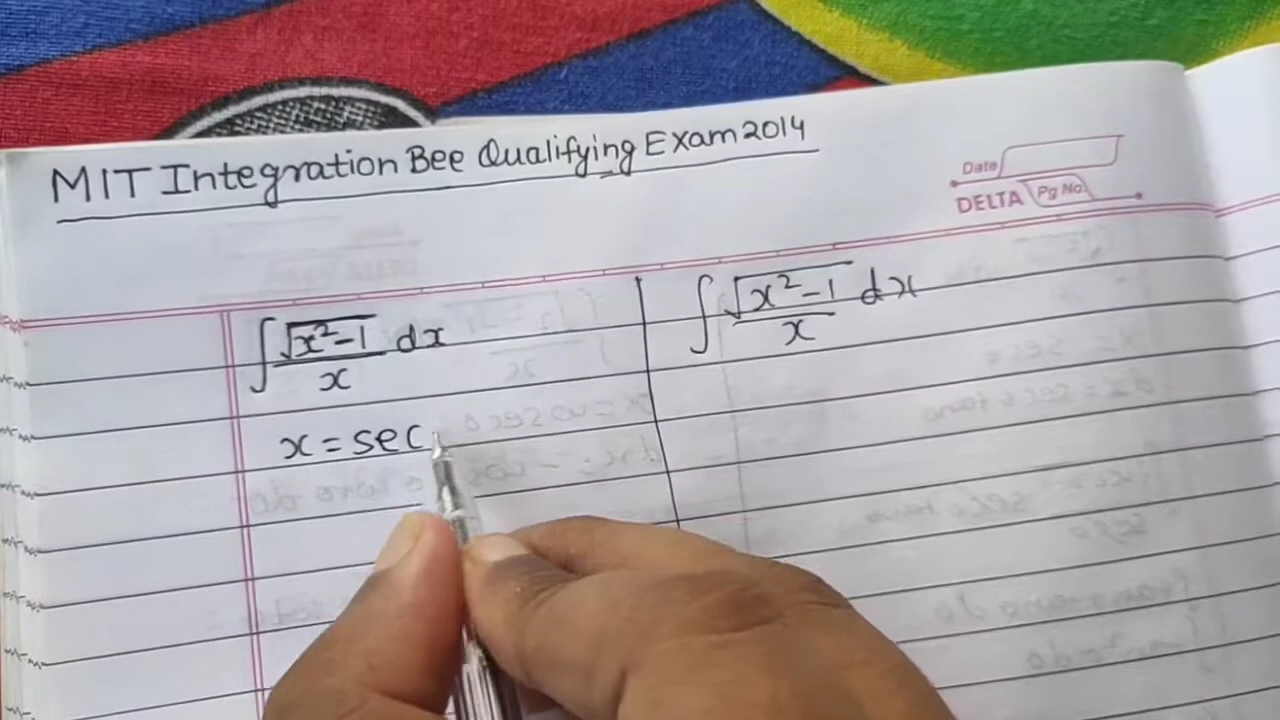 MIT Integration Bee Qualifying Exam 2014
Date
DELTA Pg No.
∫ √(x²-1)/x dx
∫ √(x²-1)/x dx
x = sec